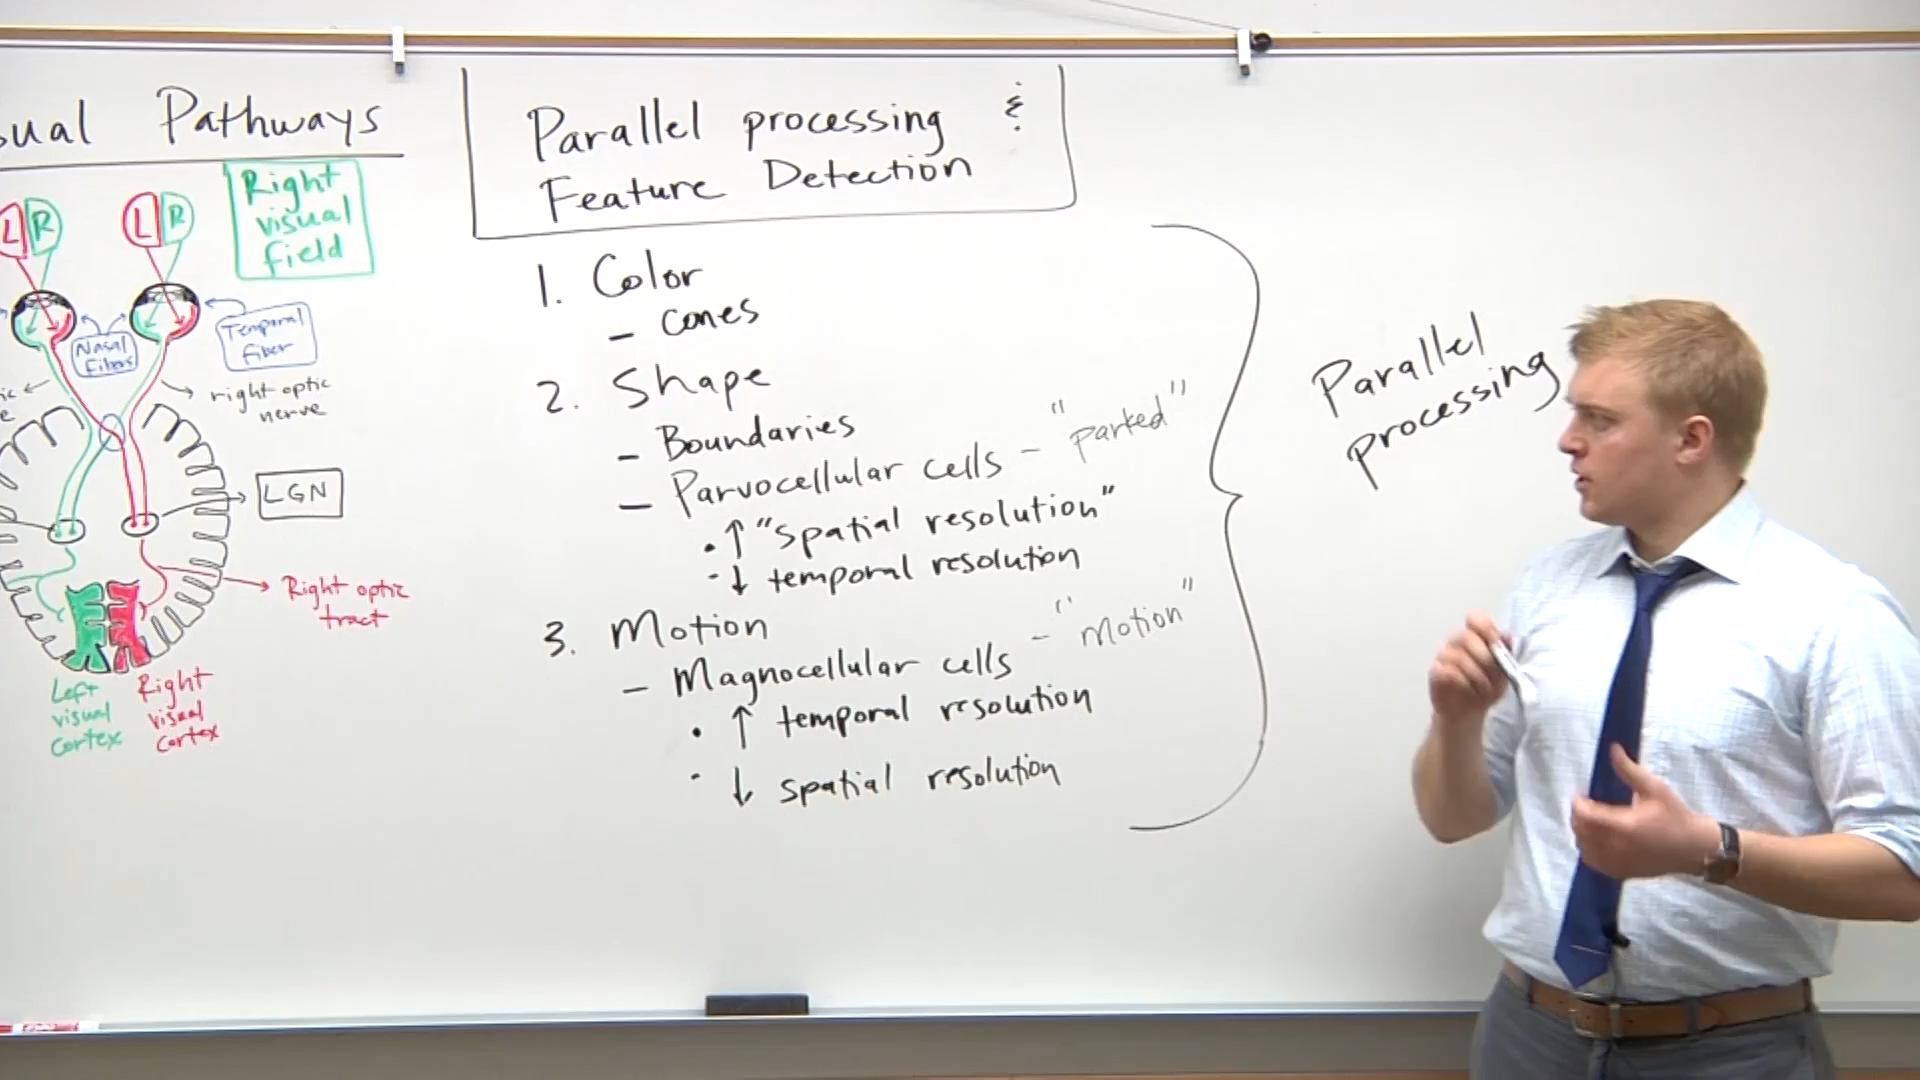 Pathways
L R L R
Right
visual
field
Nasal
fibers
Temporal
fiber
right optic
nerve
LGN
Right optic
tract
Left
visual
cortex
Right
visual
cortex
Parallel processing &
Feature Detection
1. Color
- cones
2. Shape
- Boundaries
- Parvocellular cells - "parked"
• ↑ "spatial resolution"
- ↓ temporal resolution
3. Motion
- Magnocellular cells - "motion"
• ↑ temporal resolution
· ↓ spatial resolution
Parallel
processing